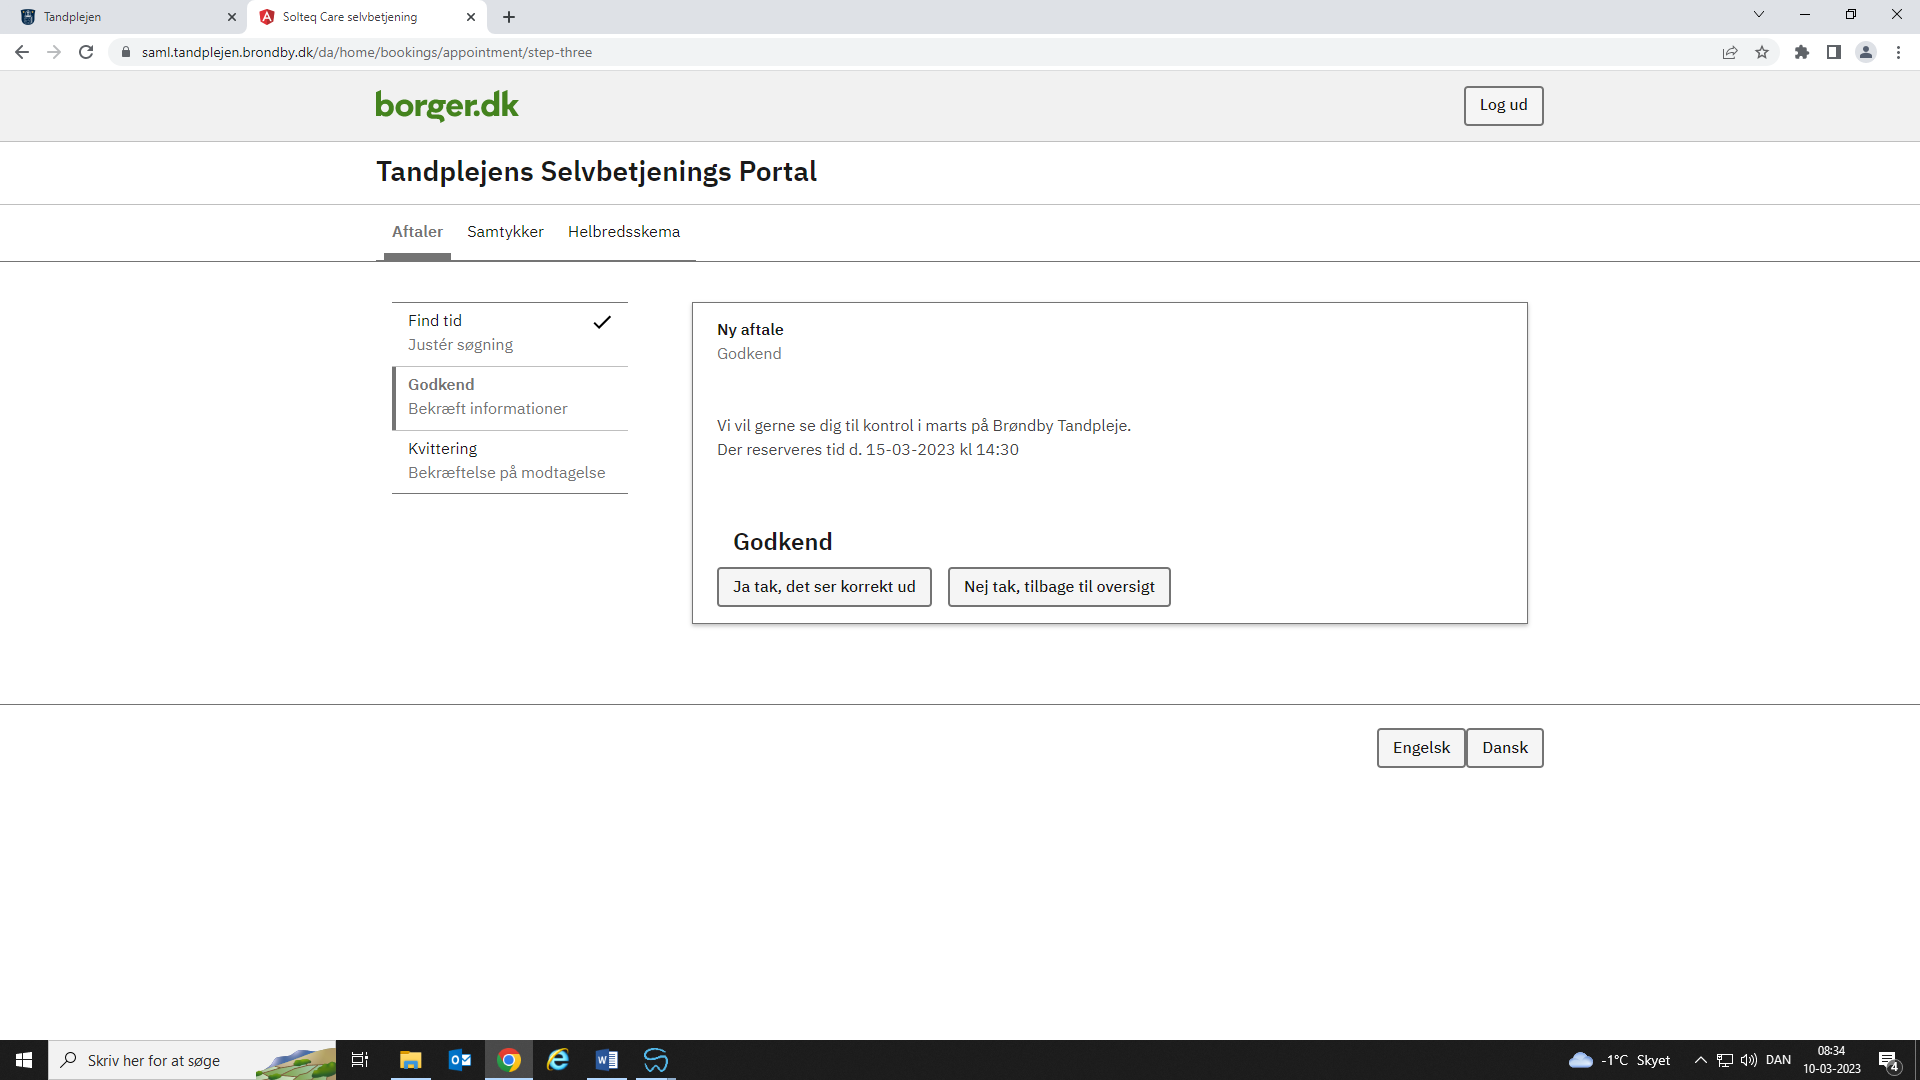 Tandplejen
Solteq Care selvbetjening
saml.tandplejen.brondby.dk/da/home/bookings/appointment/step-three
borger.dk
Log ud
Tandplejens Selvbetjenings Portal
Aftaler
Samtykker
Helbredsskema
Find tid
Justér søgning
Godkend
Bekræft informationer
Kvittering
Bekræftelse på modtagelse
Ny aftale
Godkend
Vi vil gerne se dig til kontrol i marts på Brøndby Tandpleje.
Der reserveres tid d. 15-03-2023 kl 14:30
Godkend
Ja tak, det ser korrekt ud
Nej tak, tilbage til oversigt
Engelsk
Dansk
Skriv her for at søge
-1°C Skyet
DAN
08:34
10-03-2023
4